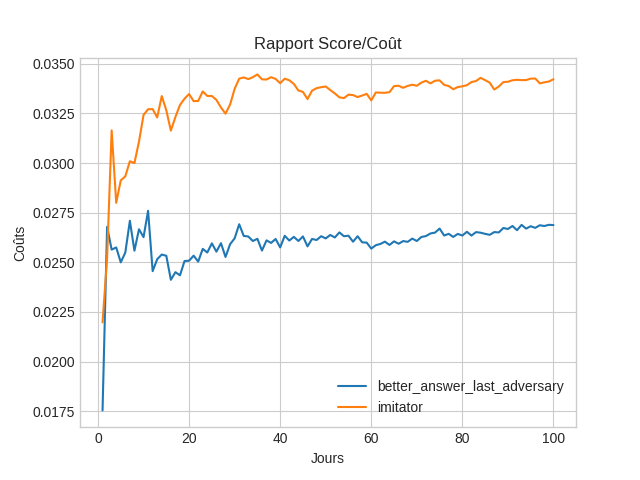 Rapport Score/Coût
0.0350
0.0325
0.0300
0.0275
0.0250
0.0225
0.0200
0.0175
Coûts
0 20 40 60 80 100
Jours
better_answer_last_adversary
imitator